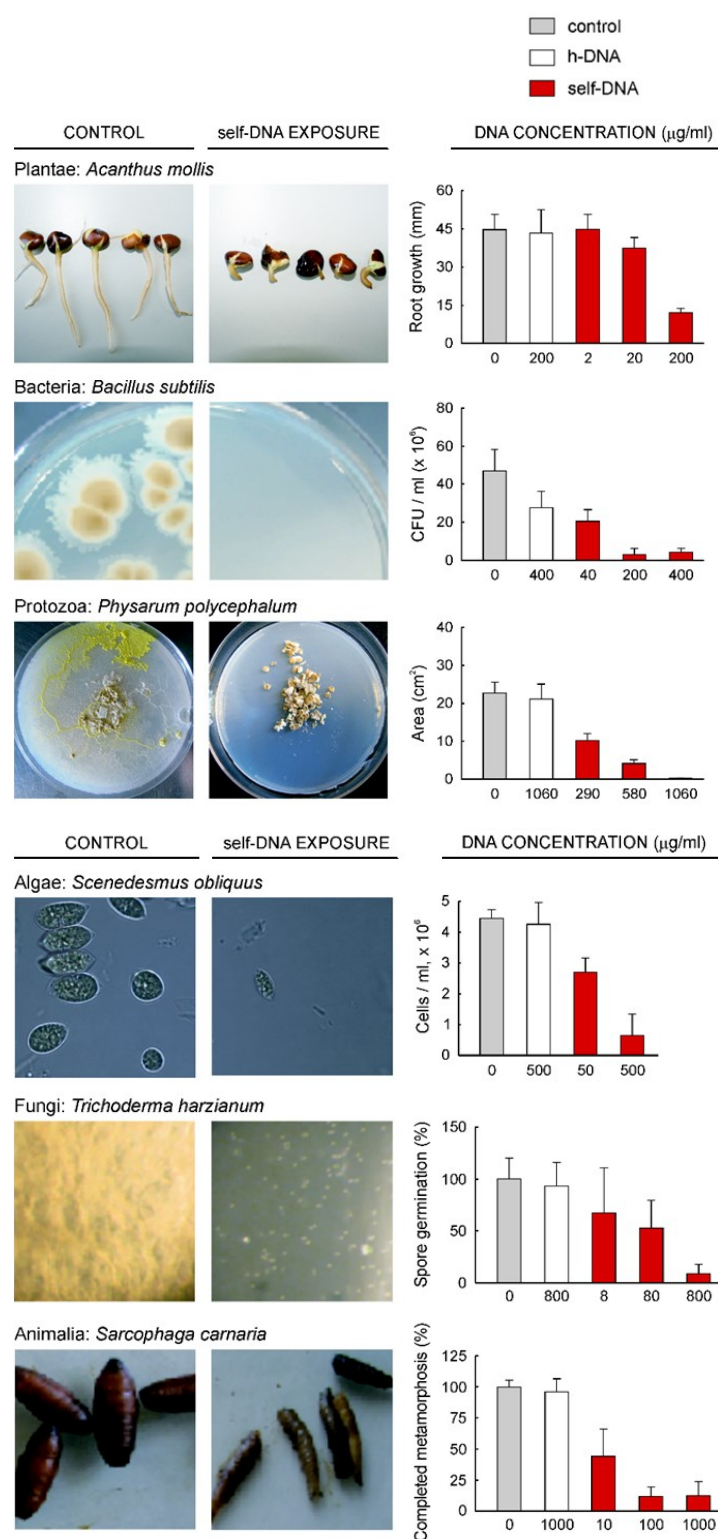 control
h-DNA
self-DNA
CONTROL self-DNA EXPOSURE DNA CONCENTRATION (μg/ml)
Plantae: Acanthus mollis
Root growth (mm)
60
45
30
15
0
0 200 2 20 200
Bacteria: Bacillus subtilis
CFU / ml (x 10⁶)
80
60
40
20
0
0 400 40 200 400
Protozoa: Physarum polycephalum
Area (cm²)
40
30
20
10
0
0 1060 290 580 1060
CONTROL self-DNA EXPOSURE DNA CONCENTRATION (μg/ml)
Algae: Scenedesmus obliquus
Cells / ml, x 10⁶
5
4
3
2
1
0
0 500 50 500
Fungi: Trichoderma harzianum
Spore germination (%)
150
100
50
0
0 800 8 80 800
Animalia: Sarcophaga carnaria
Completed metamorphosis (%)
125
100
75
50
25
0
0 1000 10 100 1000